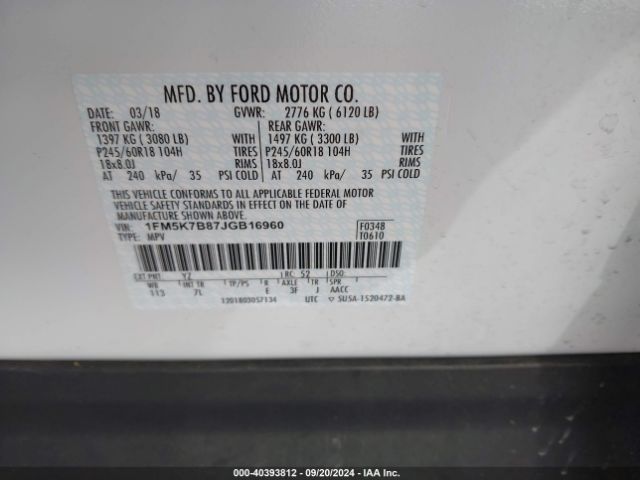 MFD. BY FORD MOTOR CO.
DATE: 03/18 GVWR: 2776 KG ( 6120 LB)
FRONT GAWR: REAR GAWR:
1397 KG ( 3080 LB) WITH 1497 KG ( 3300 LB) WITH
P245/60R18 104H TIRES P245/60R18 104H TIRES
18x8.0J RIMS 18x8.0J RIMS
AT 240 kPa/ 35 PSI COLD AT 240 kPa/ 35 PSI COLD
THIS VEHICLE CONFORMS TO ALL APPLICABLE FEDERAL MOTOR
VEHICLE SAFETY STANDARDS IN EFFECT ON THE DATE OF
MANUFACTURE SHOWN ABOVE.
VIN: 1FM5K7B87JGB16960 F0348
TYPE: MPV T0610
EXT PNT: YZ RC: 52 DSO:
WB INT TR TP/PS R AXLE TR SPR
113 7L E 3F J AACC
1201803057134 UTC ▽ SU5A-1520472-BA
000-40393812 - 09/20/2024 - IAA Inc.